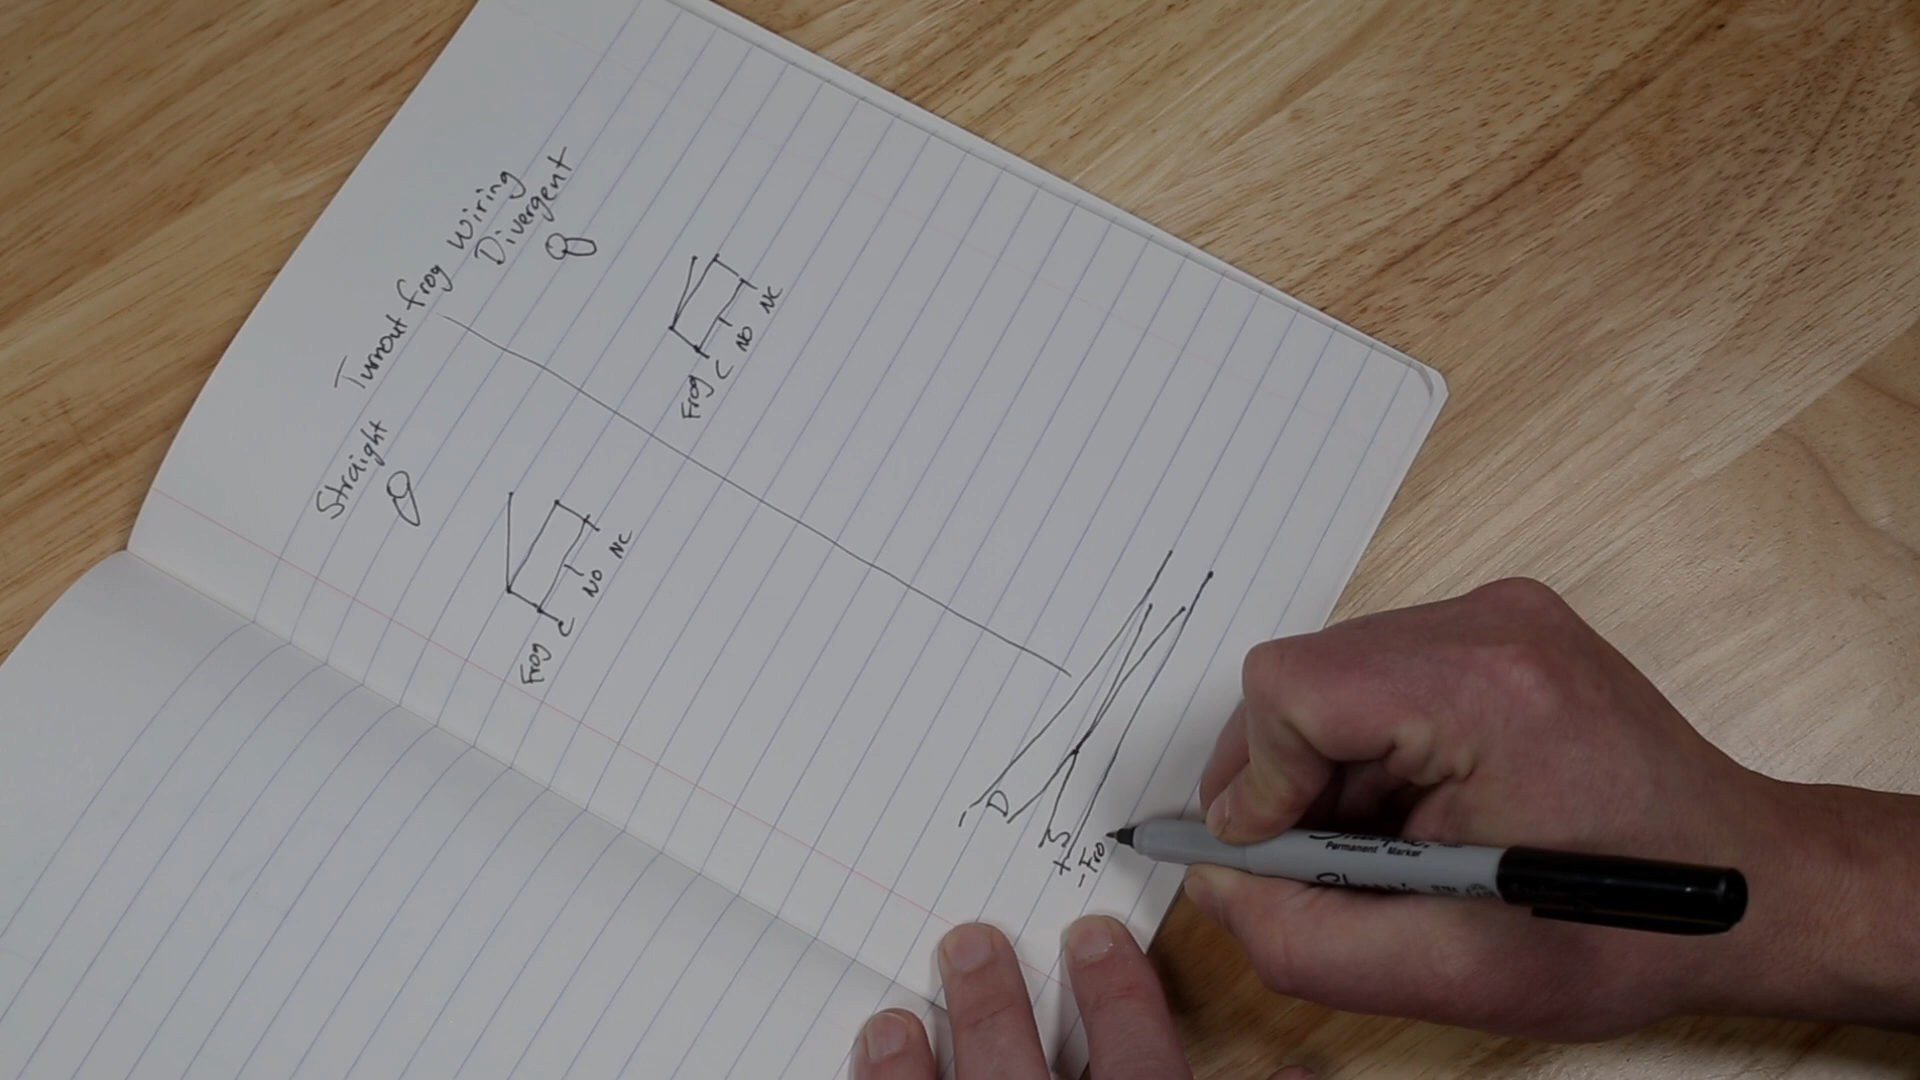 Turnout frog wiring
Straight
Divergent
Frog C NO NC
Frog C NO NC
- D
S
+
- Fro
Permanent Marker
Sharpie